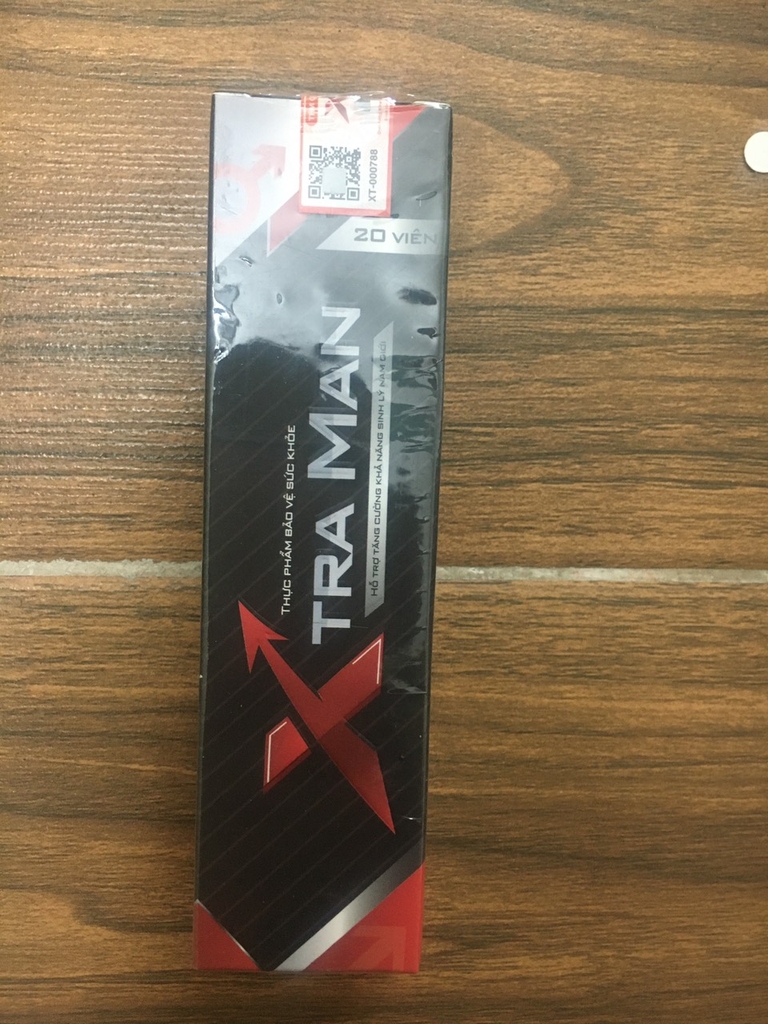 XT-000788
20 VIÊN
THỰC PHẨM BẢO VỆ SỨC KHỎE
XTRA MAN
HỖ TRỢ TĂNG CƯỜNG KHẢ NĂNG SINH LÝ NAM GIỚI